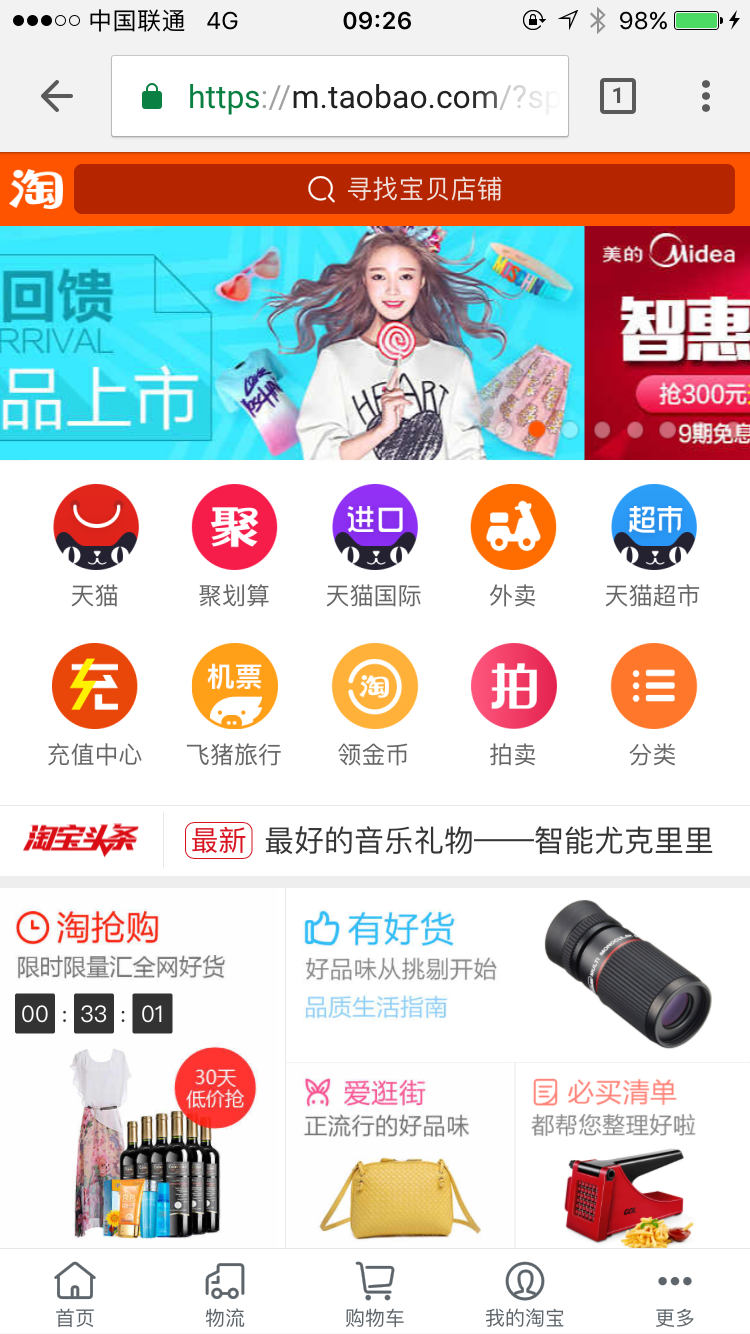 中国联通 4G 09:26 98%
https://m.taobao.com/?sp
1
淘 寻找宝贝店铺
回馈
RRIVAL
品上市
HEART
美的 Midea
智惠
抢300元
9期免息
聚 进口 超市
天猫 聚划算 天猫国际 外卖 天猫超市
充 机票 淘 拍
充值中心 飞猪旅行 领金币 拍卖 分类
淘宝头条 最新 最好的音乐礼物——智能尤克里里
淘抢购
限时限量汇全网好货
00 : 33 : 01
30天
低价抢
有好货
好品味从挑剔开始
品质生活指南
爱逛街
正流行的好品味
必买清单
都帮您整理好啦
首页 物流 购物车 我的淘宝 更多